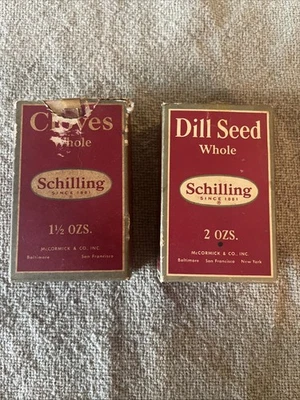 Cloves
Whole
Schilling
SINCE 1881
1½ OZS.
McCORMICK & CO., INC.
Baltimore San Francisco
Dill Seed
Whole
Schilling
SINCE 1881
2 OZS.
McCORMICK & CO., INC.
Baltimore San Francisco New York